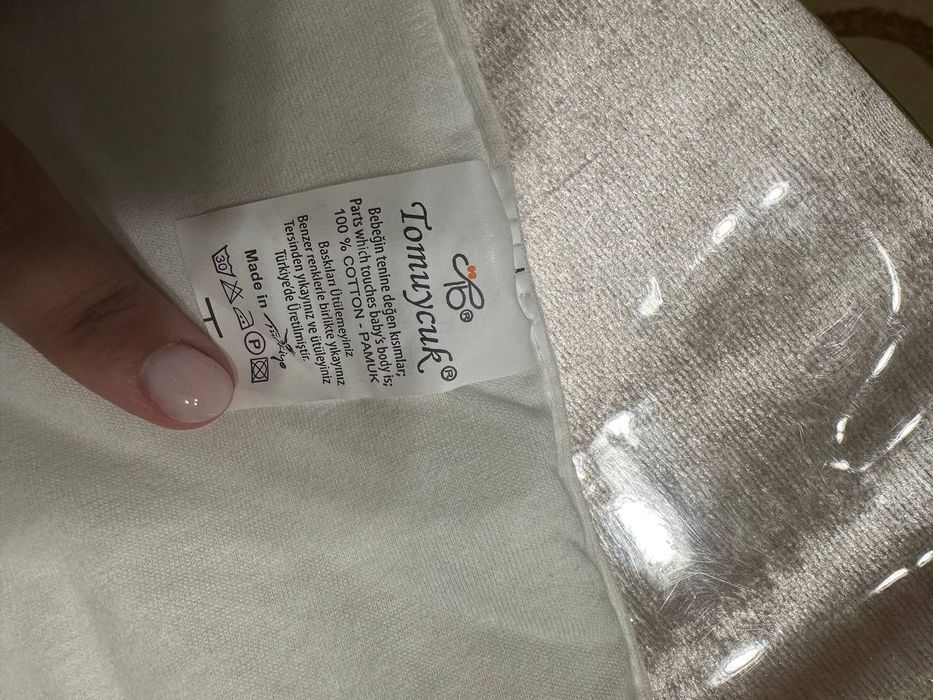 Tomuycuk®
Bebeğin tenine değen kısımlar;
Parts which touches baby's body is;
100 % COTTON - PAMUK
Baskıları Ütülemeyiniz
Benzer renklerle birlikte yıkayınız
Tersinden yıkayınız ve ütüleyiniz
Türkiye'de Üretilmiştir.
Made in Türkiye
30 P